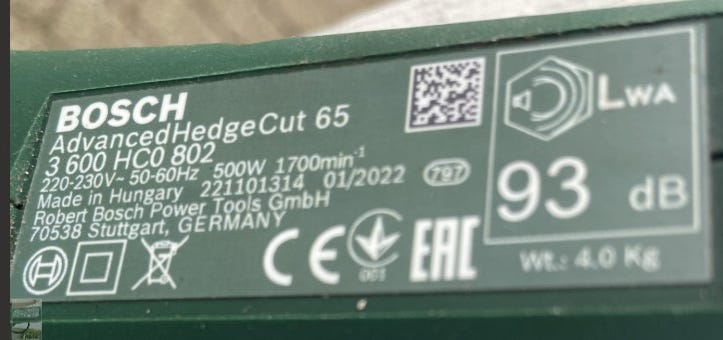 BOSCH
AdvancedHedgeCut 65
3 600 HC0 802
220-230V~ 50-60Hz 500W 1700min⁻¹
Made in Hungary 221101314 01/2022 797
Robert Bosch Power Tools GmbH
70538 Stuttgart, GERMANY
CE EAC
LWA
93 dB
Wt.: 4.0 Kg